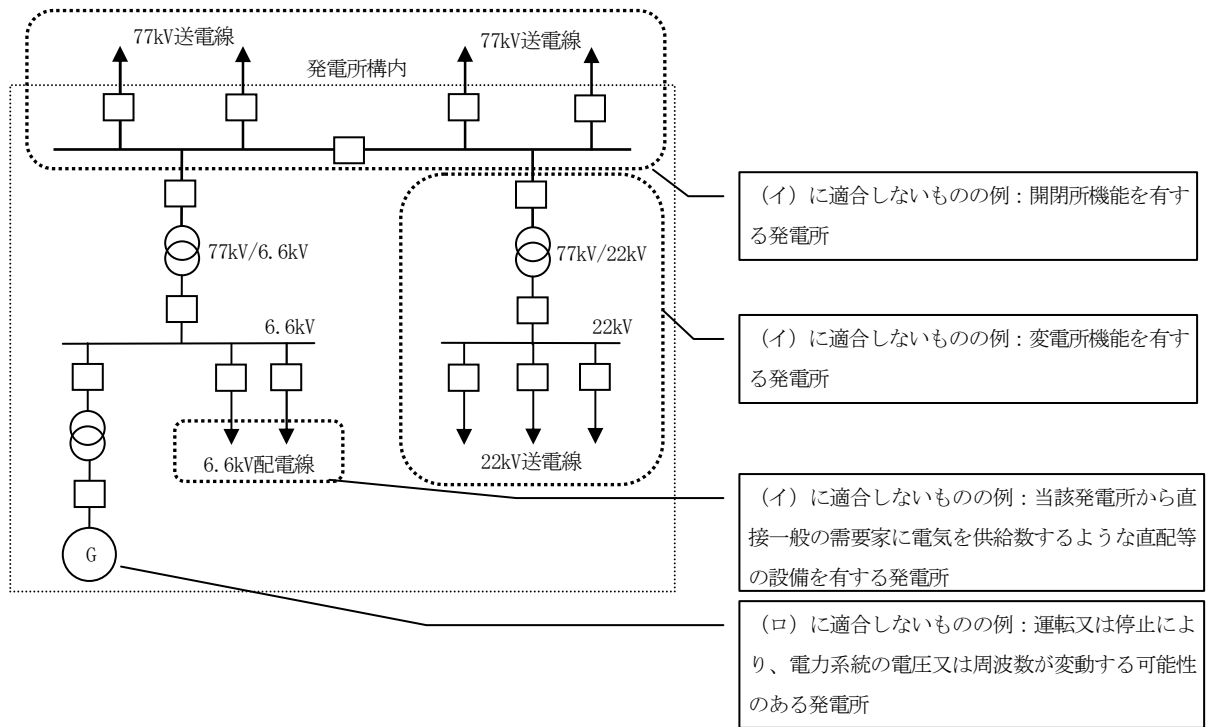 77kV送電線
77kV送電線
発電所構内
77kV/6.6kV
77kV/22kV
6.6kV
22kV
6.6kV配電線
22kV送電線
G
（イ）に適合しないものの例：開閉所機能を有す
る発電所
（イ）に適合しないものの例：変電所機能を有す
る発電所
（イ）に適合しないものの例：当該発電所から直
接一般の需要家に電気を供給数するような直配等
の設備を有する発電所
（ロ）に適合しないものの例：運転又は停止によ
り、電力系統の電圧又は周波数が変動する可能性
のある発電所